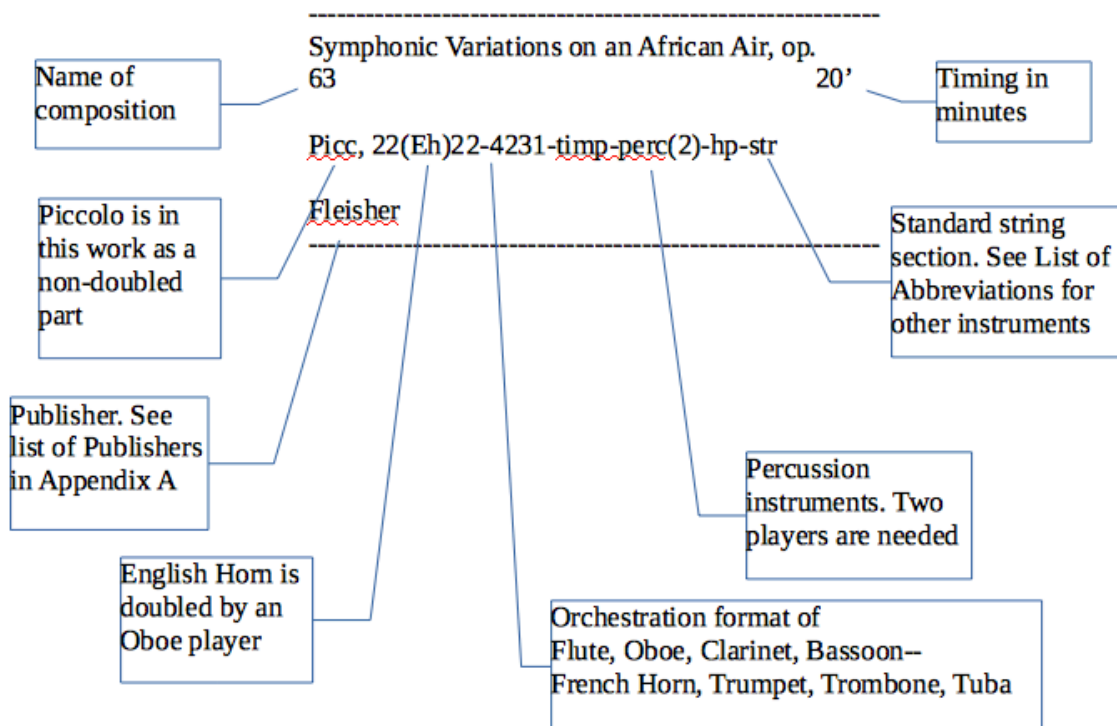 Symphonic Variations on an African Air, op.
63 20’
Name of
composition
Timing in
minutes
Picc, 22(Eh)22-4231-timp-perc(2)-hp-str
Fleisher
Piccolo is in
this work as a
non-doubled
part
Standard string
section. See List of
Abbreviations for
other instruments
Publisher. See
list of Publishers
in Appendix A
Percussion
instruments. Two
players are needed
English Horn is
doubled by an
Oboe player
Orchestration format of
Flute, Oboe, Clarinet, Bassoon--
French Horn, Trumpet, Trombone, Tuba